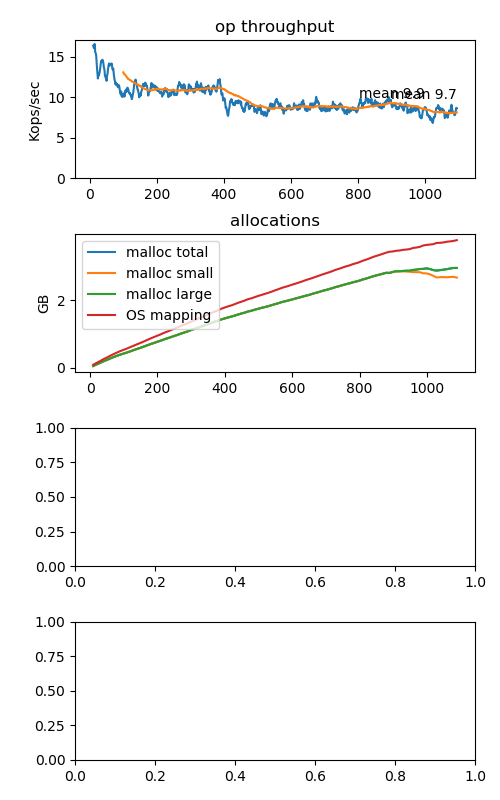 op throughput
15
10
5
0
Kops/sec
mean 9.9
mean 9.7
0 200 400 600 800 1000
allocations
malloc total
malloc small
malloc large
OS mapping
2
0
GB
0 200 400 600 800 1000
1.00
0.75
0.50
0.25
0.00
0.0 0.2 0.4 0.6 0.8 1.0
1.00
0.75
0.50
0.25
0.00
0.0 0.2 0.4 0.6 0.8 1.0